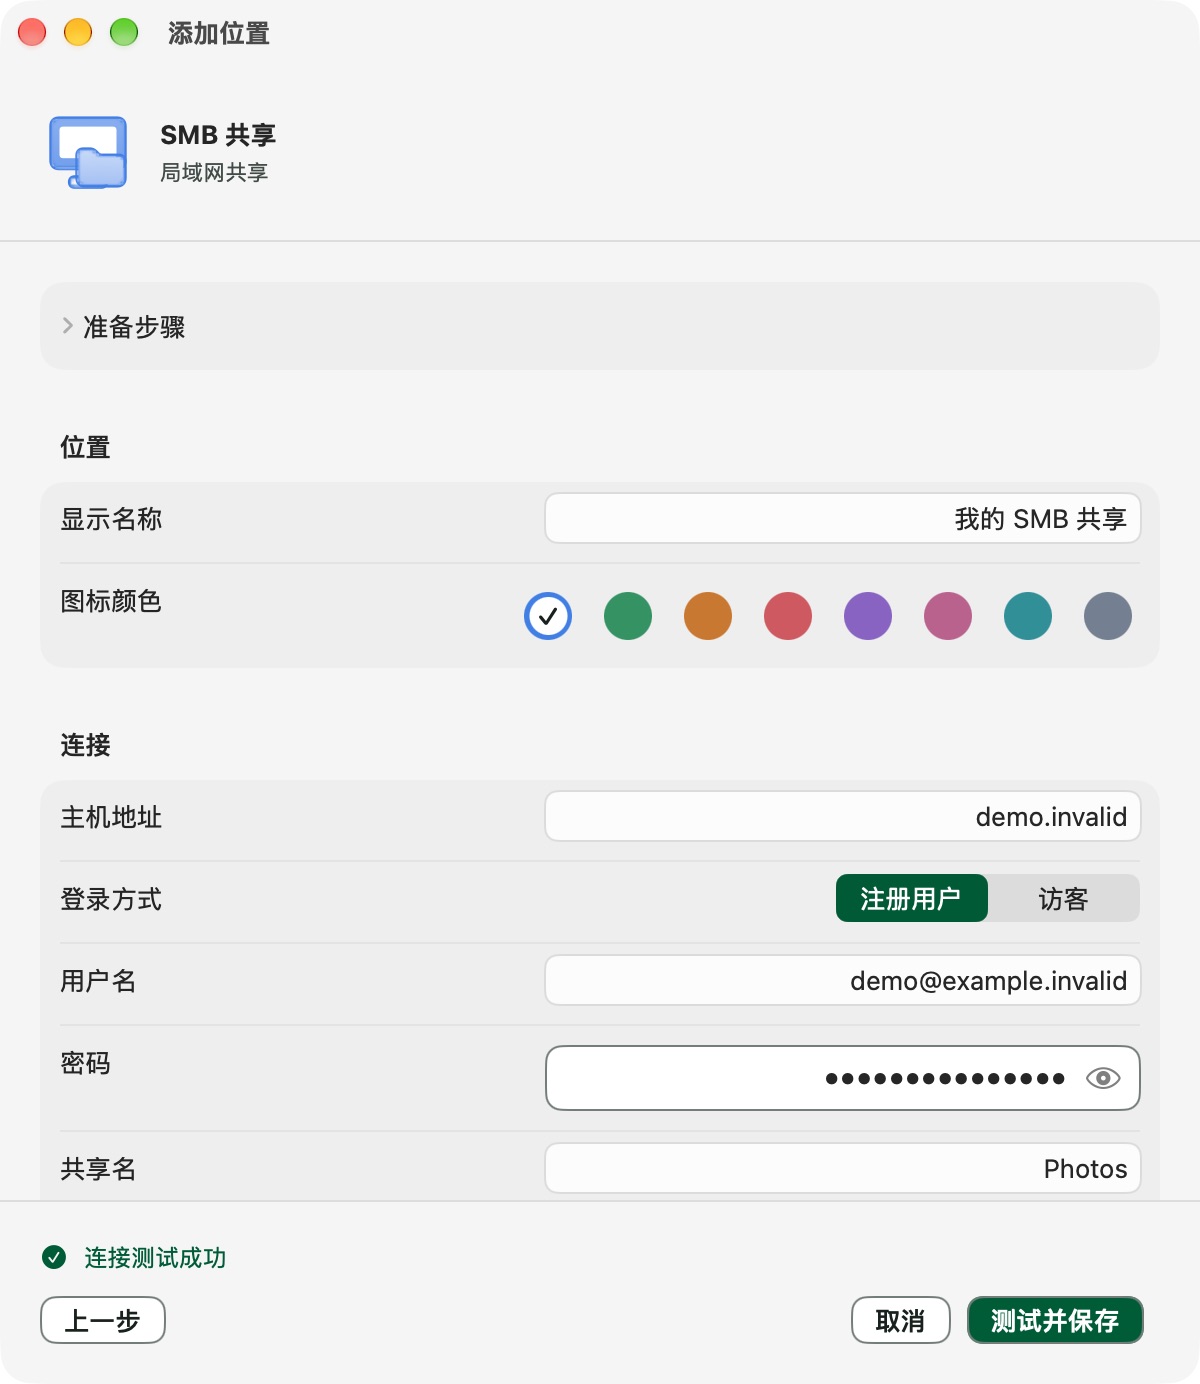 添加位置
SMB 共享
局域网共享
准备步骤
位置
显示名称
我的 SMB 共享
图标颜色
连接
主机地址
demo.invalid
登录方式
注册用户
访客
用户名
demo@example.invalid
密码
•••••••••••••••
共享名
Photos
连接测试成功
上一步
取消
测试并保存